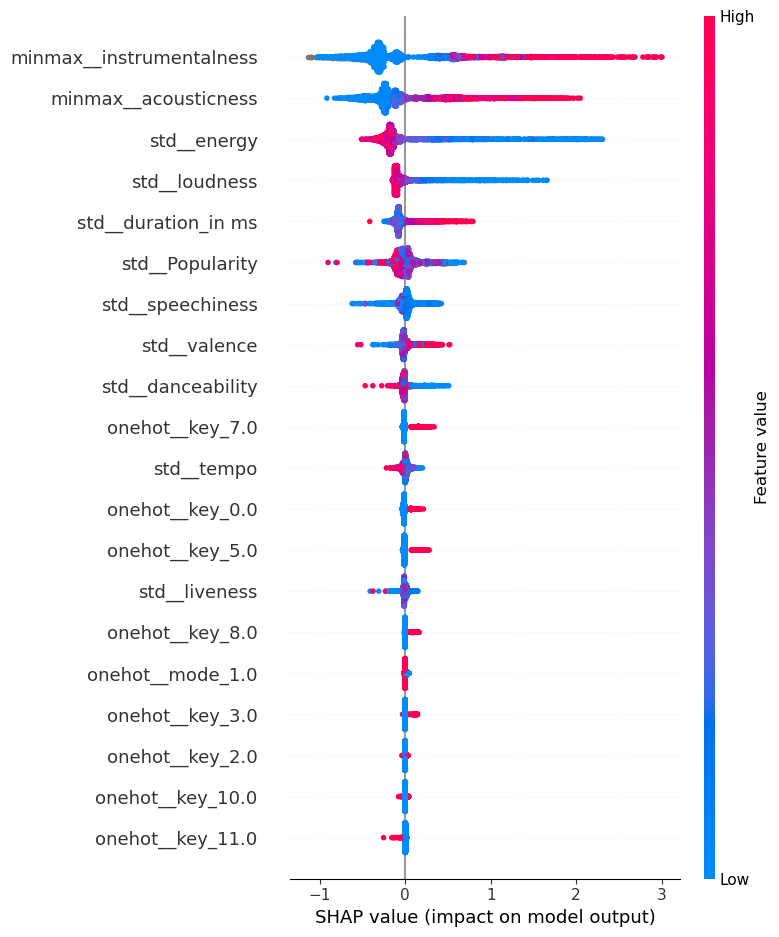 High
minmax__instrumentalness
minmax__acousticness
std__energy
std__loudness
std__duration_in ms
std__Popularity
std__speechiness
std__valence
std__danceability
onehot__key_7.0
std__tempo
onehot__key_0.0
onehot__key_5.0
std__liveness
onehot__key_8.0
onehot__mode_1.0
onehot__key_3.0
onehot__key_2.0
onehot__key_10.0
onehot__key_11.0
Feature value
Low
−1 0 1 2 3
SHAP value (impact on model output)